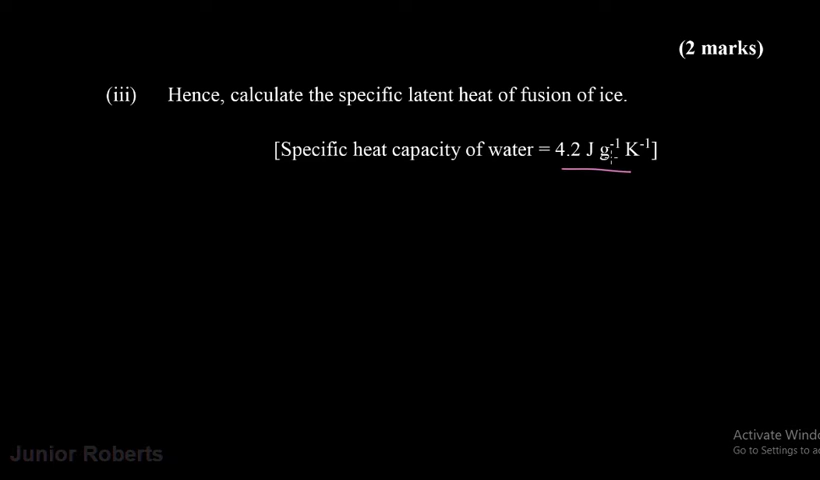 (2 marks)
(iii) Hence, calculate the specific latent heat of fusion of ice.
[Specific heat capacity of water = 4.2 J g⁻¹ K⁻¹]
Activate Windo
Go to Settings to a
Junior Roberts